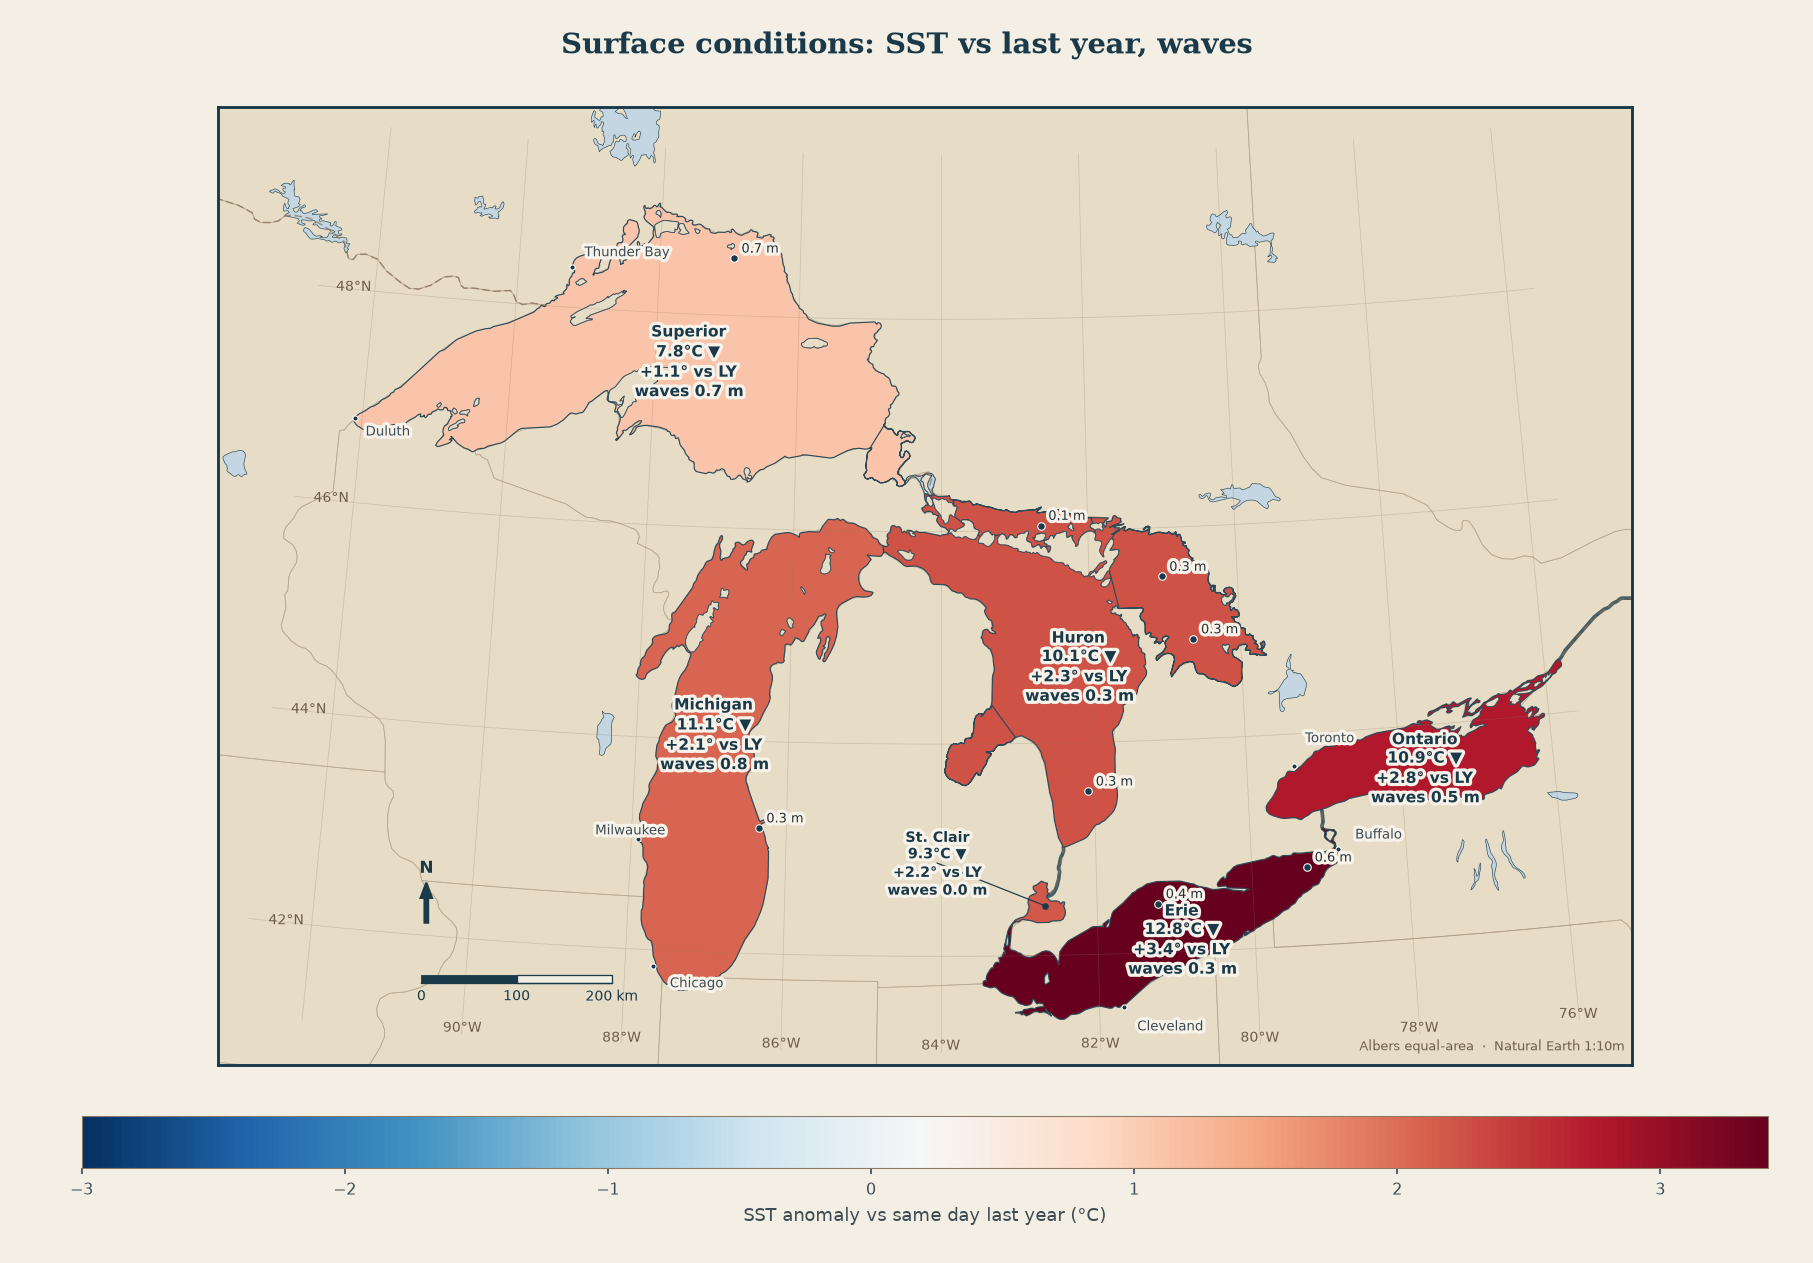 Surface conditions: SST vs last year, waves
Thunder Bay
0.7 m
48°N
Superior
7.8°C ▼
+1.1° vs LY
waves 0.7 m
Duluth
46°N
0.1 m
0.3 m
0.3 m
Huron
10.1°C ▼
+2.3° vs LY
waves 0.3 m
44°N
Michigan
11.1°C ▼
+2.1° vs LY
waves 0.8 m
Toronto
Ontario
10.9°C ▼
+2.8° vs LY
waves 0.5 m
0.3 m
0.3 m
Milwaukee
Buffalo
St. Clair
9.3°C ▼
+2.2° vs LY
waves 0.0 m
0.6 m
N
0.4 m
Erie
12.8°C ▼
+3.4° vs LY
waves 0.3 m
42°N
Chicago
0 100 200 km
Cleveland
90°W 88°W 86°W 84°W 82°W 80°W 78°W 76°W
Albers equal-area · Natural Earth 1:10m
−3 −2 −1 0 1 2 3
SST anomaly vs same day last year (°C)